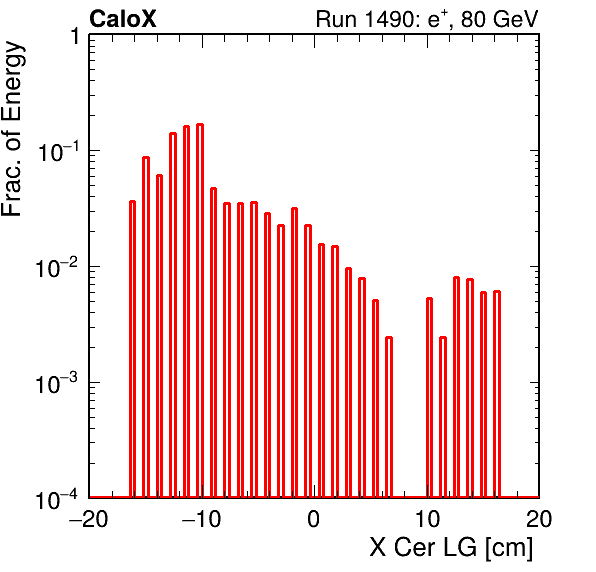 CaloX
Run 1490: e⁺, 80 GeV
Frac. of Energy
1
10⁻¹
10⁻²
10⁻³
10⁻⁴
−20 −10 0 10 20
X Cer LG [cm]